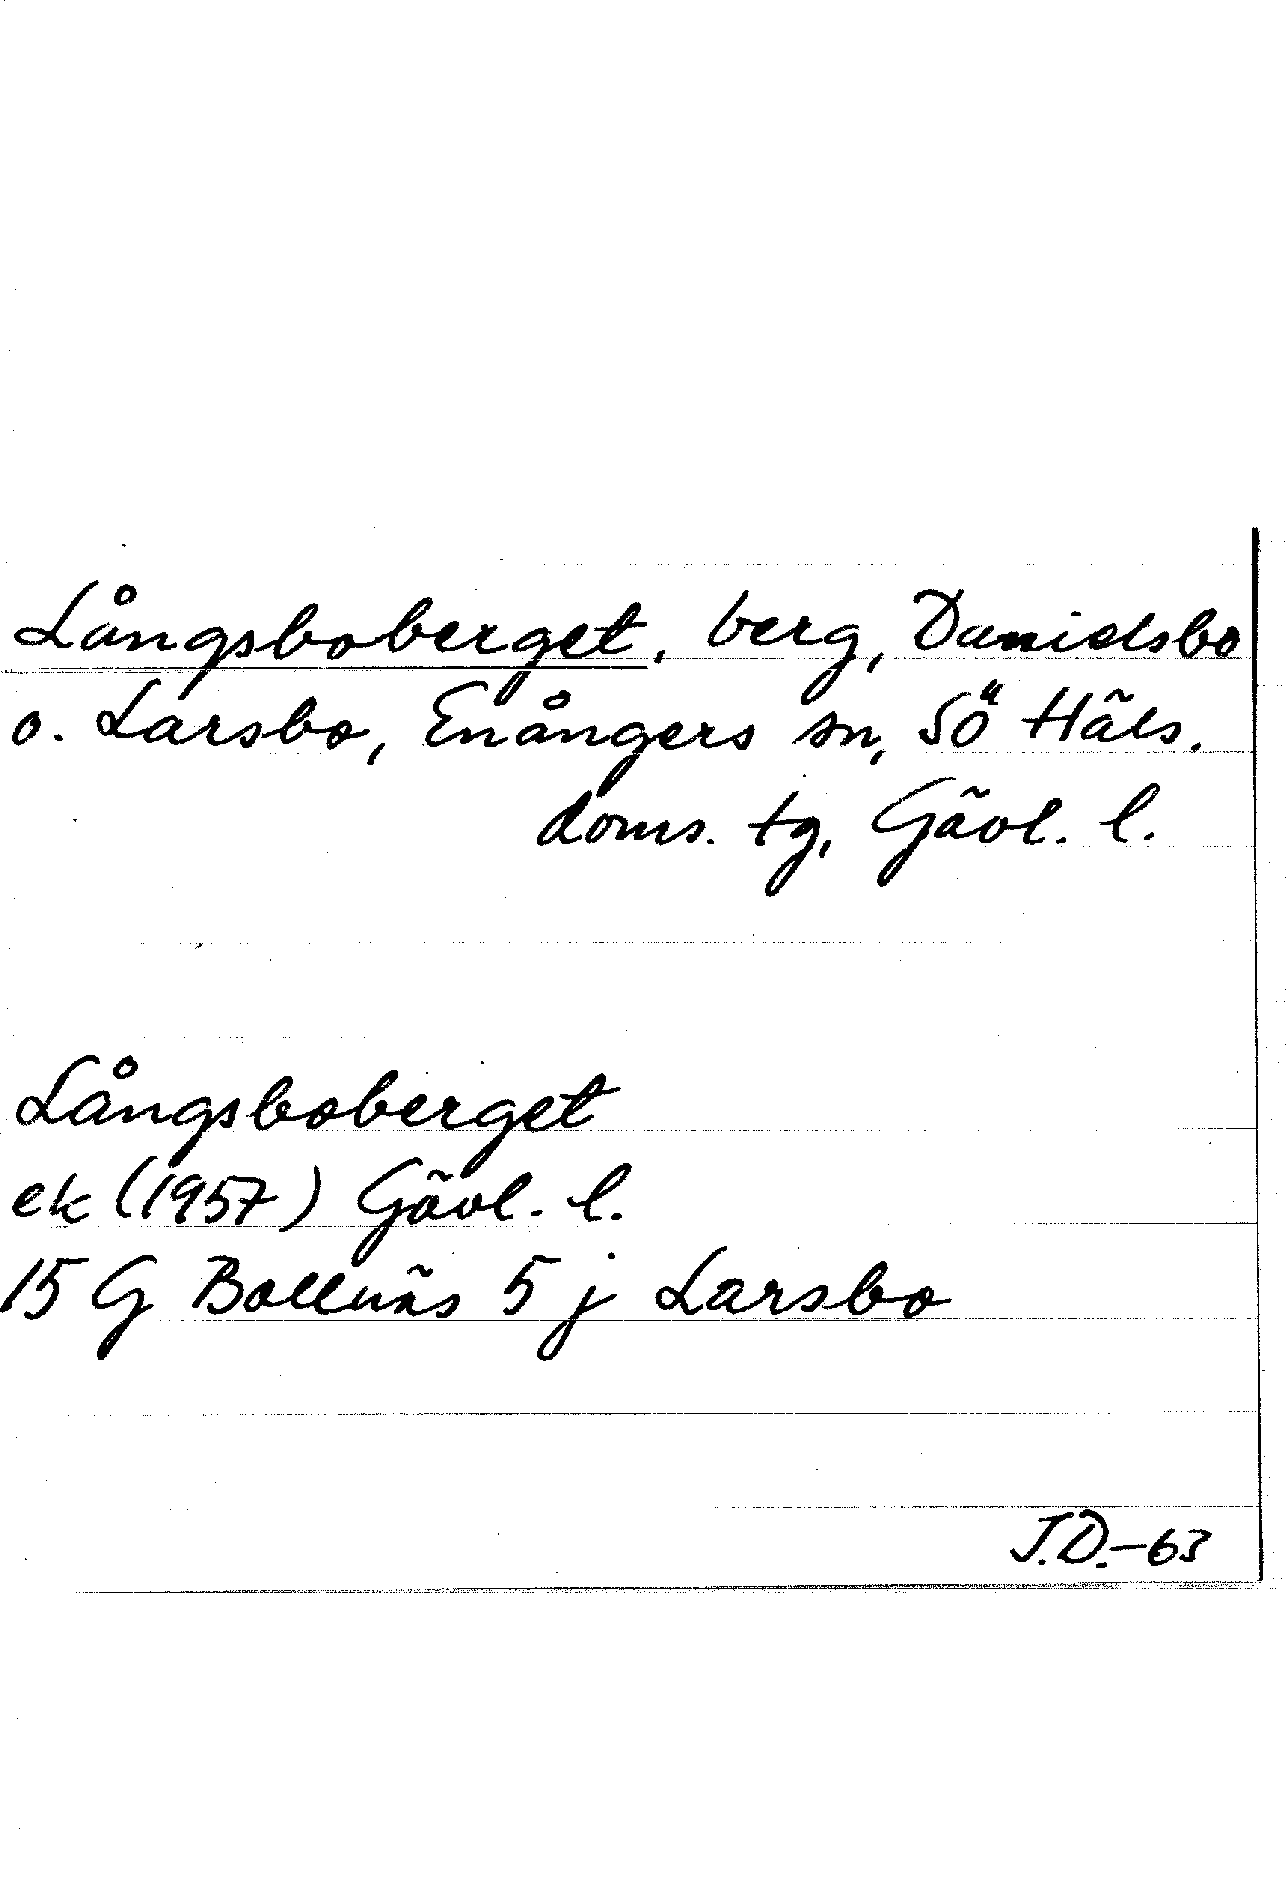 Långsboberget, berg, Danielsbo
o. Larsbo, Enångers sn, Sö Häls.
doms. tg, Gävl. l.
Långsboberget
ek (1957) Gävl. l.
15 G Bollnäs 5 j Larsbo
J.D.-63